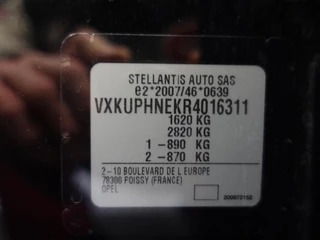 STELLANTIS AUTO SAS
e2*2007/46*0639
VXKUPHNEKR4016311
1620 KG
2820 KG
1 -890 KG
2 -870 KG
2-10 BOULEVARD DE L EUROPE
78300 POISSY (FRANCE)
OPEL